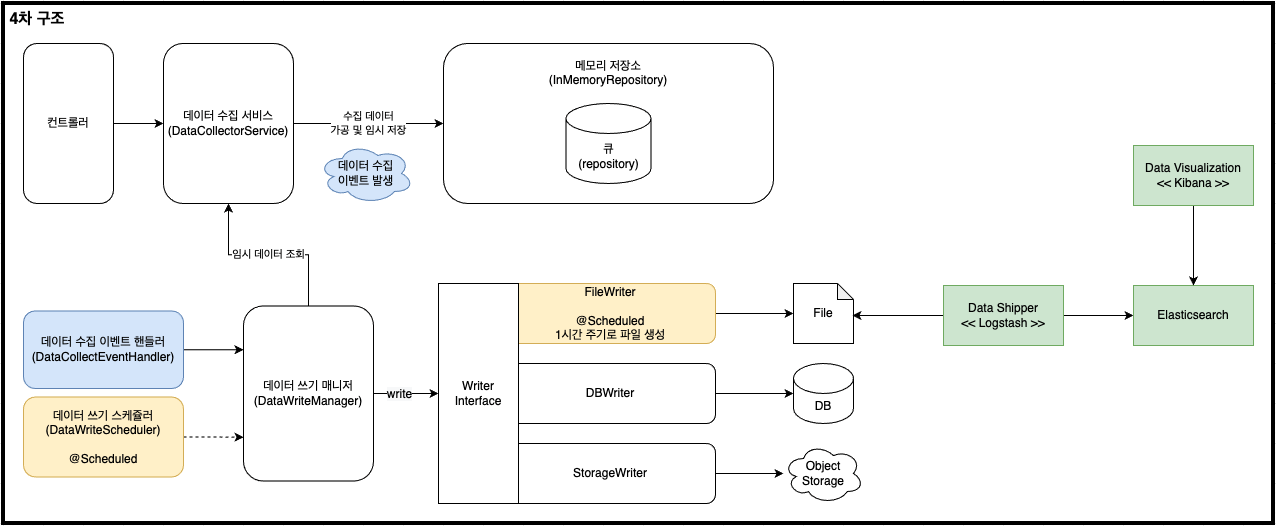 4차 구조
컨트롤러
데이터 수집 서비스
(DataCollectorService)
수집 데이터
가공 및 임시 저장
데이터 수집
이벤트 발생
메모리 저장소
(InMemoryRepository)
큐
(repository)
Data Visualization
<< Kibana >>
임시 데이터 조회
데이터 수집 이벤트 핸들러
(DataCollectEventHandler)
데이터 쓰기 스케쥴러
(DataWriteScheduler)
@Scheduled
데이터 쓰기 매니저
(DataWriteManager)
write
Writer
Interface
FileWriter
@Scheduled
1시간 주기로 파일 생성
File
Data Shipper
<< Logstash >>
Elasticsearch
DBWriter
DB
StorageWriter
Object
Storage